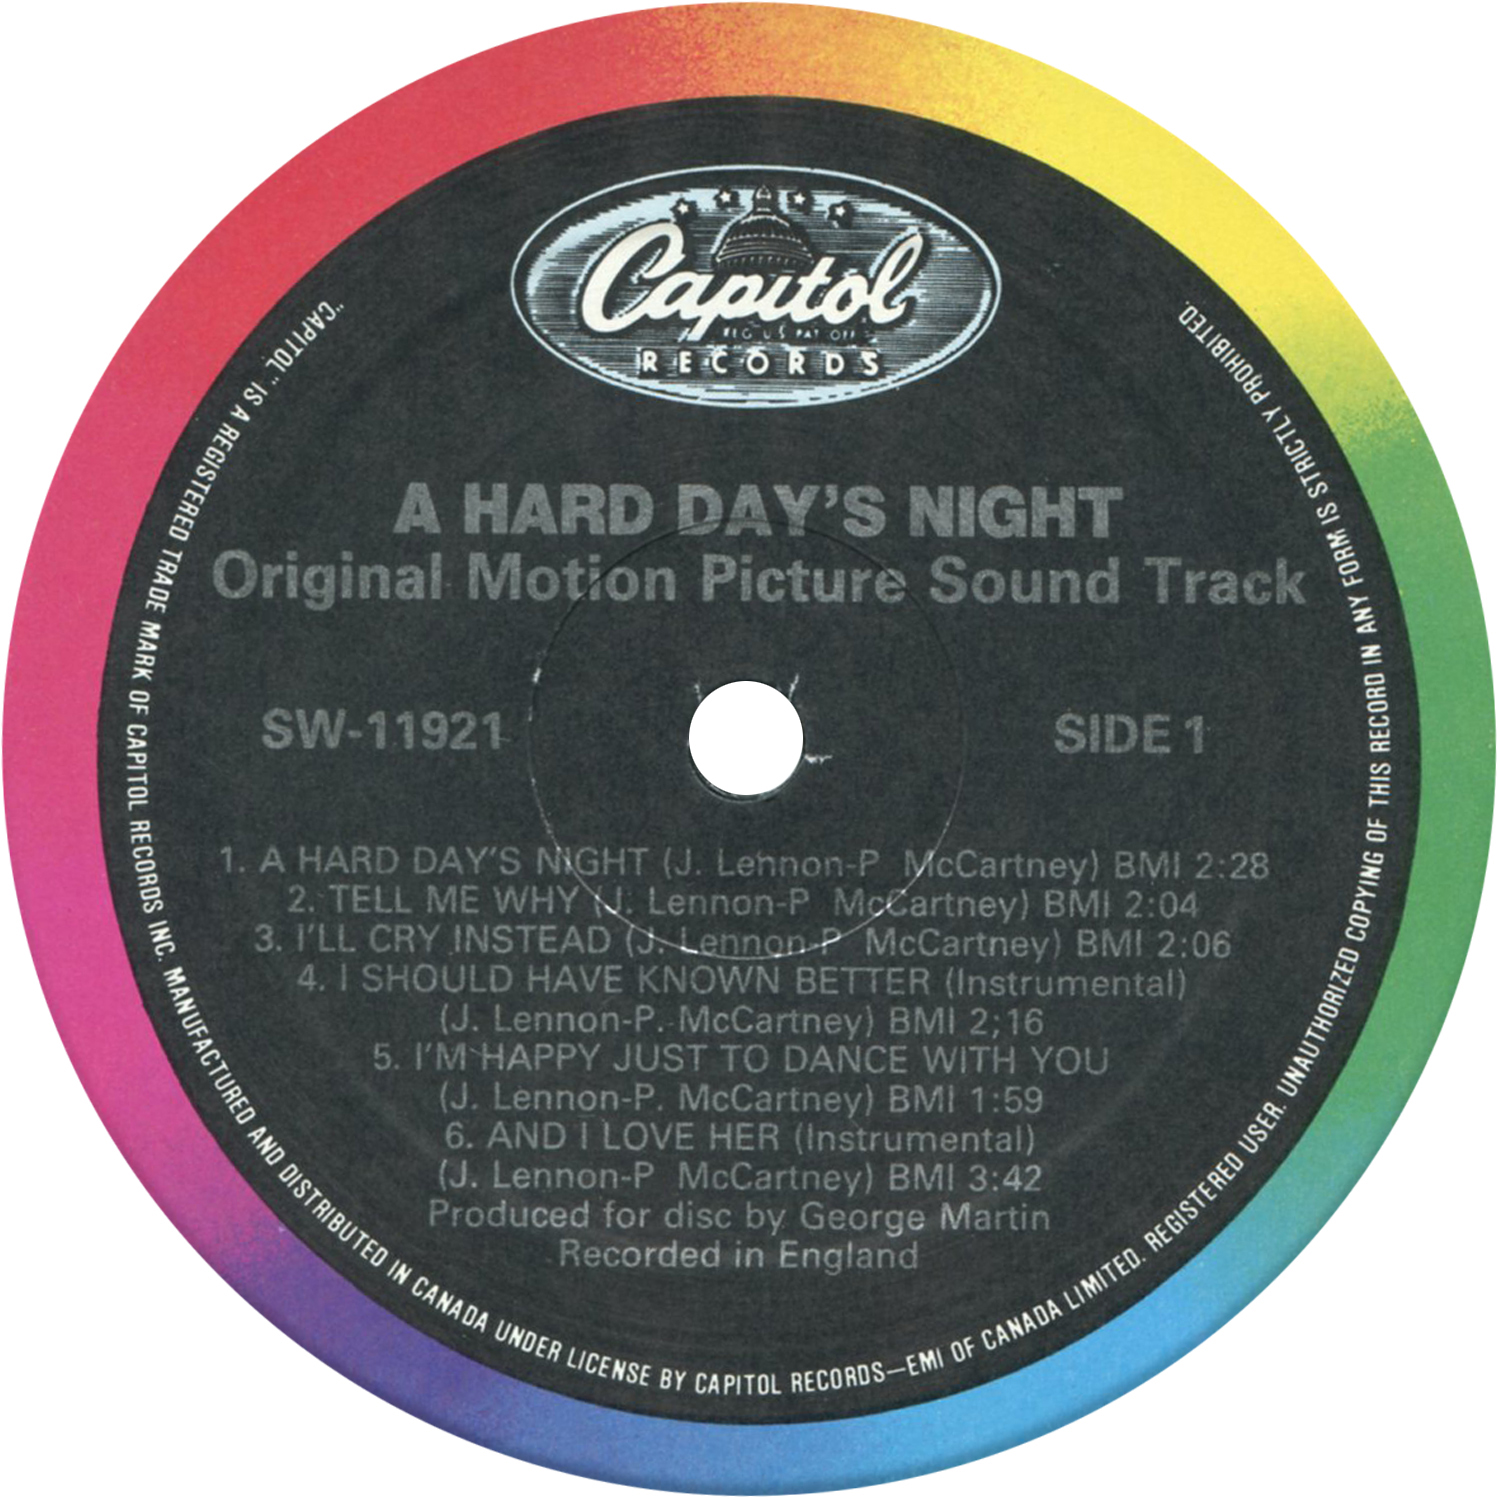 Capitol
REG. U.S. PAT. OFF.
RECORDS
A HARD DAY'S NIGHT
Original Motion Picture Sound Track
SW-11921
SIDE 1
1. A HARD DAY'S NIGHT (J. Lennon-P McCartney) BMI 2:28
2. TELL ME WHY (J. Lennon-P McCartney) BMI 2:04
3. I'LL CRY INSTEAD (J. Lennon-P McCartney) BMI 2:06
4. I SHOULD HAVE KNOWN BETTER (Instrumental)
(J. Lennon-P. McCartney) BMI 2;16
5. I'M HAPPY JUST TO DANCE WITH YOU
(J. Lennon-P. McCartney) BMI 1:59
6. AND I LOVE HER (Instrumental)
(J. Lennon-P McCartney) BMI 3:42
Produced for disc by George Martin
Recorded in England
"CAPITOL" IS A REGISTERED TRADE MARK OF CAPITOL RECORDS INC. MANUFACTURED AND DISTRIBUTED IN CANADA UNDER LICENSE BY CAPITOL RECORDS—EMI OF CANADA LIMITED. REGISTERED USER. UNAUTHORIZED COPYING OF THIS RECORD IN ANY FORM IS STRICTLY PROHIBITED.